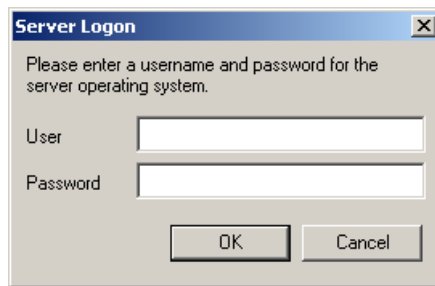 Server Logon
Please enter a username and password for the
server operating system.
User
Password
OK
Cancel